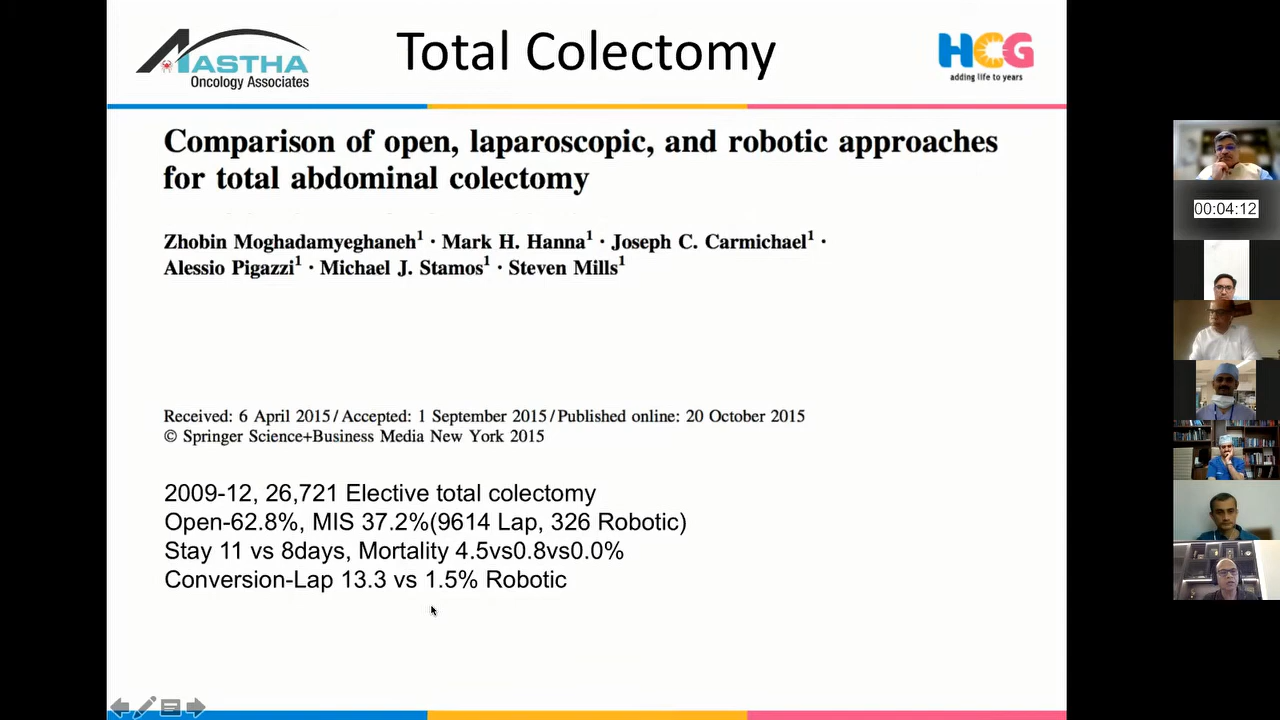 AASTHA
Oncology Associates
Total Colectomy
HCG
adding life to years
Comparison of open, laparoscopic, and robotic approaches
for total abdominal colectomy
Zhobin Moghadamyeghaneh1 · Mark H. Hanna1 · Joseph C. Carmichael1 ·
Alessio Pigazzi1 · Michael J. Stamos1 · Steven Mills1
Received: 6 April 2015 / Accepted: 1 September 2015 / Published online: 20 October 2015
© Springer Science+Business Media New York 2015
2009-12, 26,721 Elective total colectomy
Open-62.8%, MIS 37.2%(9614 Lap, 326 Robotic)
Stay 11 vs 8days, Mortality 4.5vs0.8vs0.0%
Conversion-Lap 13.3 vs 1.5% Robotic
00:04:12